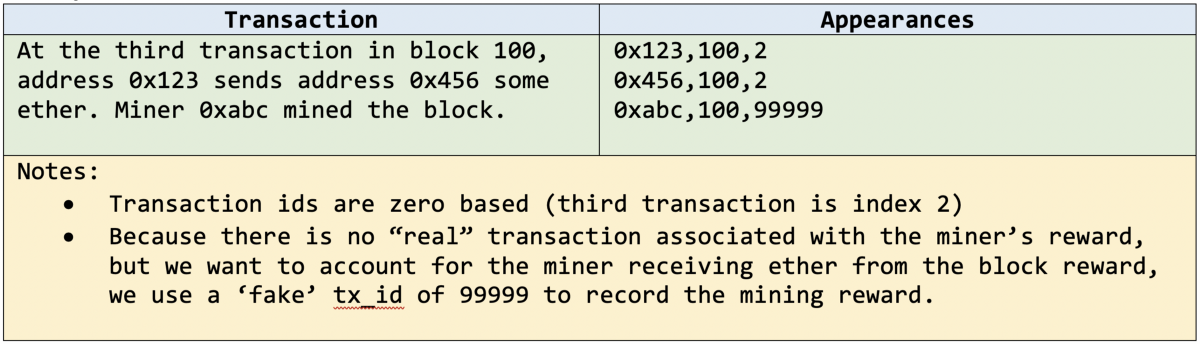 Transaction
Appearances
At the third transaction in block 100,
address 0x123 sends address 0x456 some
ether. Miner 0xabc mined the block.
0x123,100,2
0x456,100,2
0xabc,100,99999
Notes:
• Transaction ids are zero based (third transaction is index 2)
• Because there is no “real” transaction associated with the miner’s reward,
but we want to account for the miner receiving ether from the block reward,
we use a ‘fake’ tx_id of 99999 to record the mining reward.